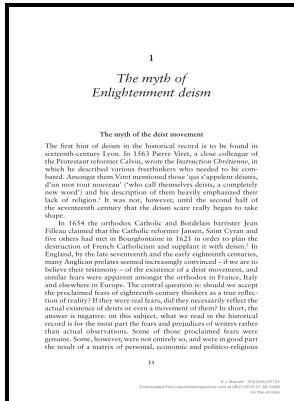 1
The myth of
Enlightenment deism
The myth of the deist movement
The first hint of deism in the historical record is to be found in
sixteenth-century Lyon. In 1563 Pierre Viret, a close colleague of
the Protestant reformer Calvin, wrote the Instruction Chrétienne, in
which he described various freethinkers who needed to be com-
bated. Amongst them Viret mentioned those ‘qui s’appelent déistes,
d’un mot tout nouveau’ (‘who call themselves deists, a completely
new word’) and his description of them heavily emphasized their
lack of religion.1 It was not, however, until the second half of
the seventeenth century that the deism scare really began to take
shape.
In 1654 the orthodox Catholic and Bordelais barrister Jean
Filleau claimed that the Catholic reformer Jansen, Saint Cyran and
five others had met in Bourgfontaine in 1621 in order to plan the
destruction of French Catholicism and supplant it with deism.2 In
England, by the late seventeenth and the early eighteenth centuries,
many Anglican prelates seemed increasingly convinced – if we are to
believe their testimony – of the existence of a deist movement, and
similar fears were apparent amongst the orthodox in France, Italy
and elsewhere in Europe. The central question is: should we accept
the proclaimed fears of eighteenth-century thinkers as a true reflec-
tion of reality? If they were real fears, did they necessarily reflect the
actual existence of deists or even a movement of them? In short, the
answer is negative: on this subject, what we read in the historical
record is for the most part the fears and prejudices of writers rather
than actual observations. Some of those proclaimed fears were
genuine. Some, however, were not entirely so, and were in good part
the result of a matrix of personal, economic and politico-religious
11
S.J. Barnett - 9781526137753
Downloaded from manchesteropenhive.com at
via free access